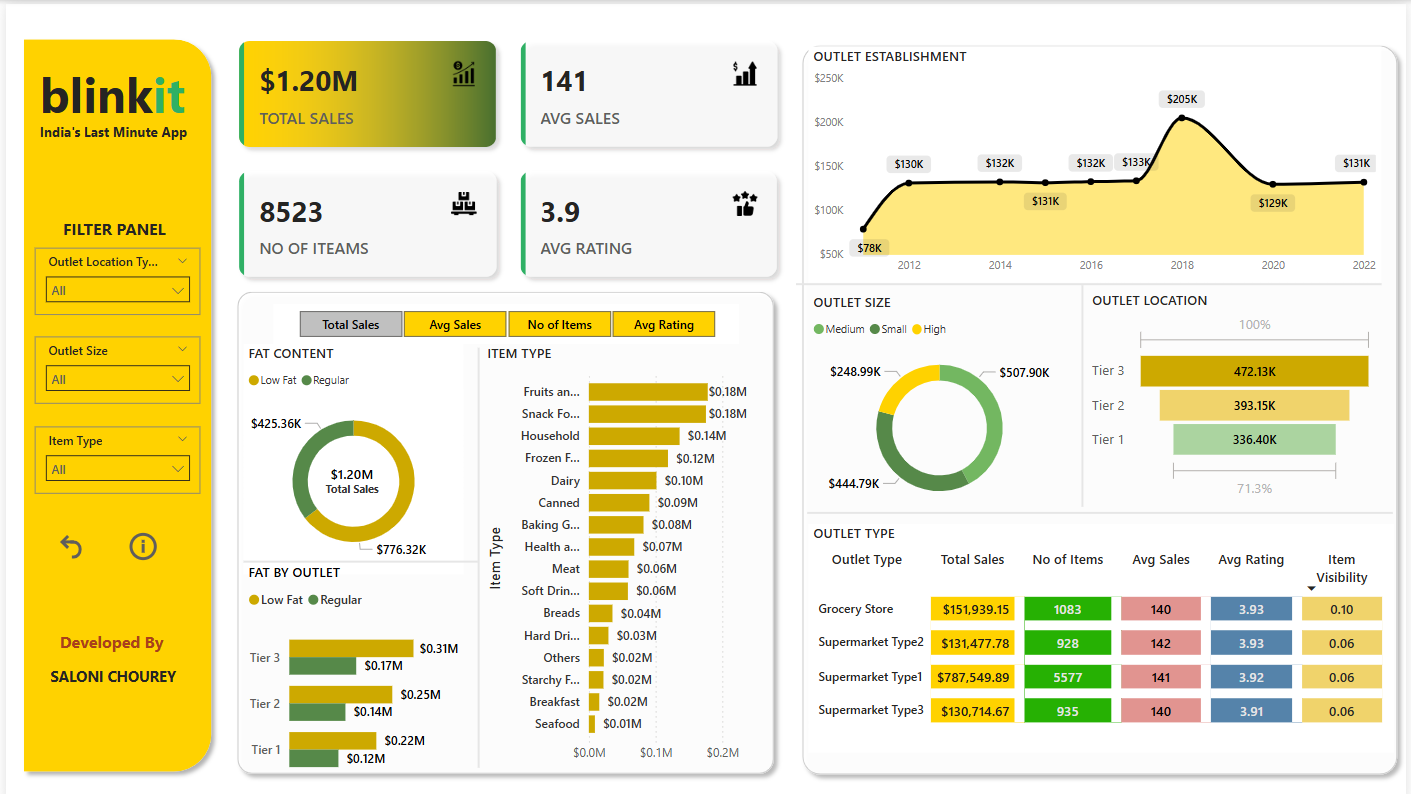 blinkit
India's Last Minute App
FILTER PANEL
Outlet Location Ty...
All
Outlet Size
All
Item Type
All
Developed By
SALONI CHOUREY
$1.20M
TOTAL SALES
141
AVG SALES
8523
NO OF ITEAMS
3.9
AVG RATING
Total Sales Avg Sales No of Items Avg Rating
FAT CONTENT
Low Fat Regular
$425.36K
$1.20M
Total Sales
$776.32K
FAT BY OUTLET
Low Fat Regular
Tier 3 $0.31M
$0.17M
Tier 2 $0.25M
$0.14M
Tier 1 $0.22M
$0.12M
ITEM TYPE
Item Type
Fruits an... $0.18M
Snack Fo... $0.18M
Household $0.14M
Frozen F... $0.12M
Dairy $0.10M
Canned $0.09M
Baking G... $0.08M
Health a... $0.07M
Meat $0.06M
Soft Drin... $0.06M
Breads $0.04M
Hard Dri... $0.03M
Others $0.02M
Starchy F... $0.02M
Breakfast $0.02M
Seafood $0.01M
$0.0M $0.1M $0.2M
OUTLET ESTABLISHMENT
$250K
$200K
$150K
$100K
$50K
$78K $130K $132K $131K $132K $133K $205K $129K $131K
2012 2014 2016 2018 2020 2022
OUTLET SIZE
Medium Small High
$248.99K $507.90K
$444.79K
OUTLET LOCATION
100%
Tier 3 472.13K
Tier 2 393.15K
Tier 1 336.40K
71.3%
OUTLET TYPE
Outlet Type Total Sales No of Items Avg Sales Avg Rating Item Visibility
Grocery Store $151,939.15 1083 140 3.93 0.10
Supermarket Type2 $131,477.78 928 142 3.93 0.06
Supermarket Type1 $787,549.89 5577 141 3.92 0.06
Supermarket Type3 $130,714.67 935 140 3.91 0.06